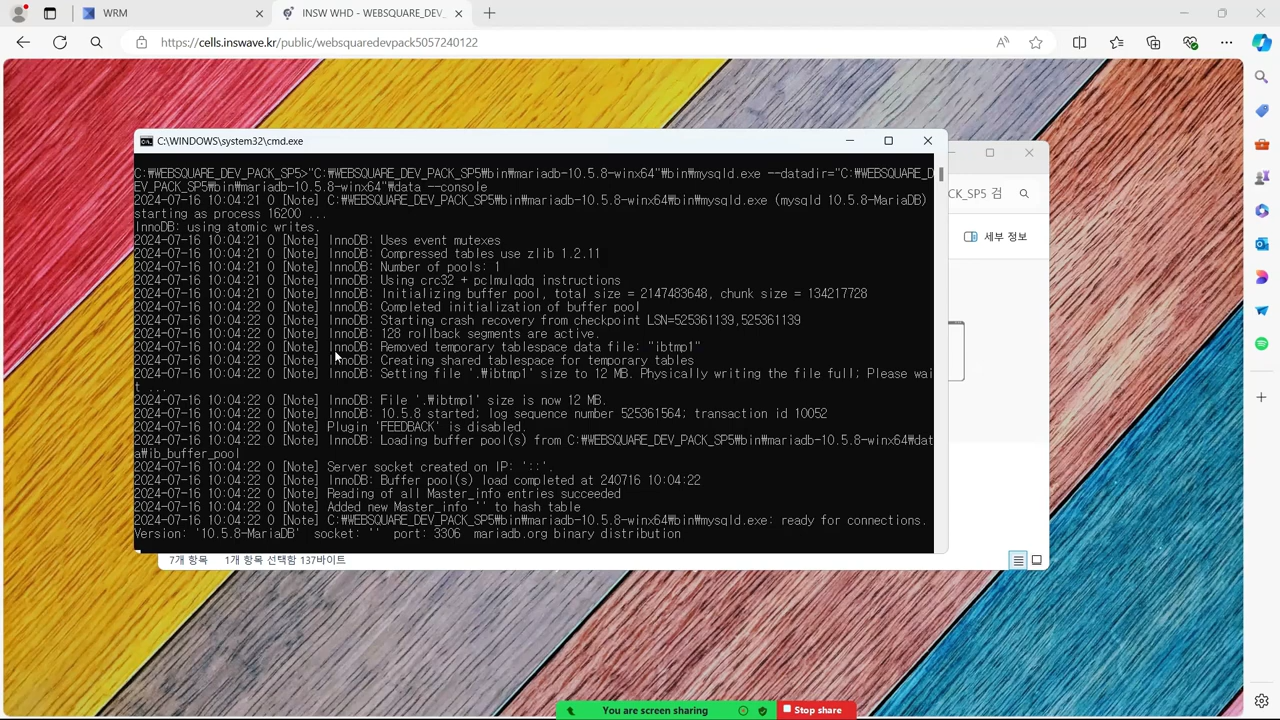 WRM
INSW WHD - WEBSQUARE_DEV_
https://cells.inswave.kr/public/websquaredevpack5057240122
C:\WINDOWS\system32\cmd.exe
C:₩WEBSQUARE_DEV_PACK_SP5>"C:₩WEBSQUARE_DEV_PACK_SP5₩bin₩mariadb-10.5.8-winx64"₩bin₩mysqld.exe --datadir="C:₩WEBSQUARE_D
EV_PACK_SP5₩bin₩mariadb-10.5.8-winx64"₩data --console
2024-07-16 10:04:21 0 [Note] C:₩WEBSQUARE_DEV_PACK_SP5₩bin₩mariadb-10.5.8-winx64₩bin₩mysqld.exe (mysqld 10.5.8-MariaDB)
starting as process 16200 ...
InnoDB: using atomic writes.
2024-07-16 10:04:21 0 [Note] InnoDB: Uses event mutexes
2024-07-16 10:04:21 0 [Note] InnoDB: Compressed tables use zlib 1.2.11
2024-07-16 10:04:21 0 [Note] InnoDB: Number of pools: 1
2024-07-16 10:04:21 0 [Note] InnoDB: Using crc32 + pclmulqdq instructions
2024-07-16 10:04:21 0 [Note] InnoDB: Initializing buffer pool, total size = 2147483648, chunk size = 134217728
2024-07-16 10:04:22 0 [Note] InnoDB: Completed initialization of buffer pool
2024-07-16 10:04:22 0 [Note] InnoDB: Starting crash recovery from checkpoint LSN=525361139,525361139
2024-07-16 10:04:22 0 [Note] InnoDB: 128 rollback segments are active.
2024-07-16 10:04:22 0 [Note] InnoDB: Removed temporary tablespace data file: "ibtmp1"
2024-07-16 10:04:22 0 [Note] InnoDB: Creating shared tablespace for temporary tables
2024-07-16 10:04:22 0 [Note] InnoDB: Setting file '.₩ibtmp1' size to 12 MB. Physically writing the file full; Please wai
t ...
2024-07-16 10:04:22 0 [Note] InnoDB: File '.₩ibtmp1' size is now 12 MB.
2024-07-16 10:04:22 0 [Note] InnoDB: 10.5.8 started; log sequence number 525361564; transaction id 10052
2024-07-16 10:04:22 0 [Note] Plugin 'FEEDBACK' is disabled.
2024-07-16 10:04:22 0 [Note] InnoDB: Loading buffer pool(s) from C:₩WEBSQUARE_DEV_PACK_SP5₩bin₩mariadb-10.5.8-winx64₩dat
a₩ib_buffer_pool
2024-07-16 10:04:22 0 [Note] Server socket created on IP: '::'.
2024-07-16 10:04:22 0 [Note] InnoDB: Buffer pool(s) load completed at 240716 10:04:22
2024-07-16 10:04:22 0 [Note] Reading of all Master_info entries succeeded
2024-07-16 10:04:22 0 [Note] Added new Master_info '' to hash table
2024-07-16 10:04:22 0 [Note] C:₩WEBSQUARE_DEV_PACK_SP5₩bin₩mariadb-10.5.8-winx64₩bin₩mysqld.exe: ready for connections.
Version: '10.5.8-MariaDB' socket: '' port: 3306 mariadb.org binary distribution
CK_SP5 검
세부 정보
7개 항목 1개 항목 선택함 137바이트
You are screen sharing
Stop share